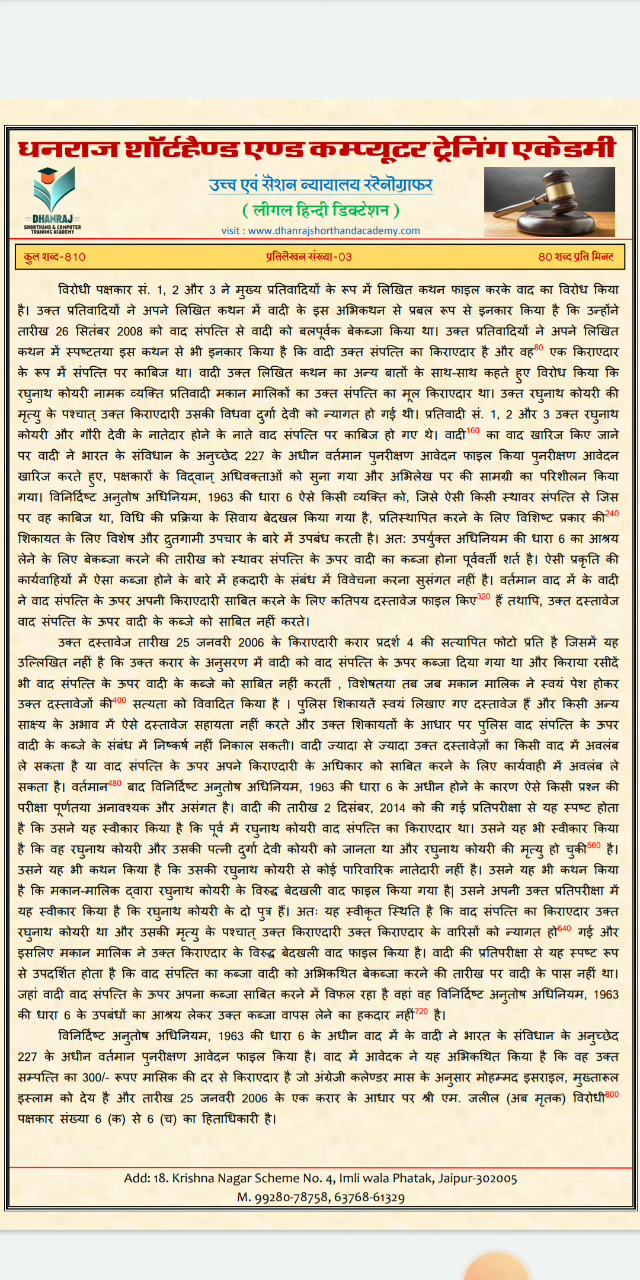 धनराज शॉर्टहैण्ड एण्ड कम्प्यूटर ट्रेनिंग एकेडमी
DHANRAJ
SHORTHAND & COMPUTER
TRAINING ACADEMY
उच्च एवं सेशन न्यायालय स्टेनोग्राफर
( लीगल हिन्दी डिक्टेशन )
visit : www.dhanrajshorthandacademy.com
कुल शब्द-810 प्रतिलेखन संख्या-03 80 शब्द प्रति मिनट
विरोधी पक्षकार सं. 1, 2 और 3 ने मुख्य प्रतिवादियों के रूप में लिखित कथन फाइल करके वाद का विरोध किया
है। उक्त प्रतिवादियों ने अपने लिखित कथन में वादी के इस अभिकथन से प्रबल रूप से इनकार किया है कि उन्होंने
तारीख 26 सितंबर 2008 को वाद संपत्ति से वादी को बलपूर्वक बेकब्जा किया था। उक्त प्रतिवादियों ने अपने लिखित
कथन में स्पष्टतया इस कथन से भी इनकार किया है कि वादी उक्त संपत्ति का किराएदार है और वह80 एक किराएदार
के रूप में संपत्ति पर काबिज था। वादी उक्त लिखित कथन का अन्य बातों के साथ-साथ कहते हुए विरोध किया कि
रघुनाथ कोयरी नामक व्यक्ति प्रतिवादी मकान मालिकों का उक्त संपत्ति का मूल किराएदार था। उक्त रघुनाथ कोयरी की
मृत्यु के पश्चात् उक्त किराएदारी उसकी विधवा दुर्गा देवी को न्यागत हो गई थी। प्रतिवादी सं. 1, 2 और 3 उक्त रघुनाथ
कोयरी और गौरी देवी के नातेदार होने के नाते वाद संपत्ति पर काबिज हो गए थे। वादी160 का वाद खारिज किए जाने
पर वादी ने भारत के संविधान के अनुच्छेद 227 के अधीन वर्तमान पुनरीक्षण आवेदन फाइल किया पुनरीक्षण आवेदन
खारिज करते हुए, पक्षकारों के विद्वान् अधिवक्ताओं को सुना गया और अभिलेख पर की सामग्री का परिशीलन किया
गया। विनिर्दिष्ट अनुतोष अधिनियम, 1963 की धारा 6 ऐसे किसी व्यक्ति को, जिसे ऐसी किसी स्थावर संपत्ति से जिस
पर वह काबिज था, विधि की प्रक्रिया के सिवाय बेदखल किया गया है, प्रतिस्थापित करने के लिए विशिष्ट प्रकार की240
शिकायत के लिए विशेष और द्रुतगामी उपचार के बारे में उपबंध करती है। अत: उपर्युक्त अधिनियम की धारा 6 का आश्रय
लेने के लिए बेकब्जा करने की तारीख को स्थावर संपत्ति के ऊपर वादी का कब्जा होना पूर्ववर्ती शर्त है। ऐसी प्रकृति की
कार्यवाहियों में ऐसा कब्जा होने के बारे में हकदारी के संबंध में विवेचना करना सुसंगत नहीं है। वर्तमान वाद में के वादी
ने वाद संपत्ति के ऊपर अपनी किराएदारी साबित करने के लिए कतिपय दस्तावेज फाइल किए320 हैं तथापि, उक्त दस्तावेज
वाद संपत्ति के ऊपर वादी के कब्जे को साबित नहीं करते।
उक्त दस्तावेज तारीख 25 जनवरी 2006 के किराएदारी करार प्रदर्श 4 की सत्यापित फोटो प्रति है जिसमें यह
उल्लिखित नहीं है कि उक्त करार के अनुसरण में वादी को वाद संपत्ति के ऊपर कब्जा दिया गया था और किराया रसीदें
भी वाद संपत्ति के ऊपर वादी के कब्जे को साबित नहीं करतीं , विशेषतया तब जब मकान मालिक ने स्वयं पेश होकर
उक्त दस्तावेजों की400 सत्यता को विवादित किया है । पुलिस शिकायतें स्वयं लिखाए गए दस्तावेज हैं और किसी अन्य
साक्ष्य के अभाव में ऐसे दस्तावेज सहायता नहीं करते और उक्त शिकायतों के आधार पर पुलिस वाद संपत्ति के ऊपर
वादी के कब्जे के संबंध में निष्कर्ष नहीं निकाल सकती। वादी ज्यादा से ज्यादा उक्त दस्तावेज़ों का किसी वाद में अवलंब
ले सकता है या वाद संपत्ति के ऊपर अपने किराएदारी के अधिकार को साबित करने के लिए कार्यवाही में अवलंब ले
सकता है। वर्तमान480 बाद विनिर्दिष्ट अनुतोष अधिनियम, 1963 की धारा 6 के अधीन होने के कारण ऐसे किसी प्रश्न की
परीक्षा पूर्णतया अनावश्यक और असंगत है। वादी की तारीख 2 दिसंबर, 2014 को की गई प्रतिपरीक्षा से यह स्पष्ट होता
है कि उसने यह स्वीकार किया है कि पूर्व में रघुनाथ कोयरी वाद संपत्ति का किराएदार था। उसने यह भी स्वीकार किया
है कि वह रघुनाथ कोयरी और उसकी पत्नी दुर्गा देवी कोयरी को जानता था और रघुनाथ कोयरी की मृत्यु हो चुकी560 है।
उसने यह भी कथन किया है कि उसकी रघुनाथ कोयरी से कोई पारिवारिक नातेदारी नहीं है। उसने यह भी कथन किया
है कि मकान-मालिक द्वारा रघुनाथ कोयरी के विरुद्ध बेदखली वाद फाइल किया गया है| उसने अपनी उक्त प्रतिपरीक्षा में
यह स्वीकार किया है कि रघुनाथ कोयरी के दो पुत्र हैं। अतः यह स्वीकृत स्थिति है कि वाद संपत्ति का किराएदार उक्त
रघुनाथ कोयरी था और उसकी मृत्यु के पश्चात् उक्त किराएदारी उक्त किराएदार के वारिसों को न्यागत हो640 गई और
इसलिए मकान मालिक ने उक्त किराएदार के विरुद्ध बेदखली वाद फाइल किया है। वादी की प्रतिपरीक्षा से यह स्पष्ट रूप
से उपदर्शित होता है कि वाद संपत्ति का कब्जा वादी को अभिकथित बेकब्जा करने की तारीख पर वादी के पास नहीं था।
जहां वादी वाद संपत्ति के ऊपर अपना कब्जा साबित करने में विफल रहा है वहां वह विनिर्दिष्ट अनुतोष अधिनियम, 1963
की धारा 6 के उपबंधों का आश्रय लेकर उक्त कब्जा वापस लेने का हकदार नहीं720 है।
विनिर्दिष्ट अनुतोष अधिनियम, 1963 की धारा 6 के अधीन वाद में के वादी ने भारत के संविधान के अनुच्छेद
227 के अधीन वर्तमान पुनरीक्षण आवेदन फाइल किया है। वाद में आवेदक ने यह अभिकथित किया है कि वह उक्त
सम्पत्ति का 300/- रूपए मासिक की दर से किराएदार है जो अंग्रेजी कलेण्डर मास के अनुसार मोहम्मद इसराइल, मुख्तारूल
इस्लाम को देय है और तारीख 25 जनवरी 2006 के एक करार के आधार पर श्री एम. जलील (अब मृतक) विरोधी800
पक्षकार संख्या 6 (क) से 6 (च) का हिताधिकारी है।
Add: 18. Krishna Nagar Scheme No. 4, Imli wala Phatak, Jaipur-302005
M. 99280-78758, 63768-61329